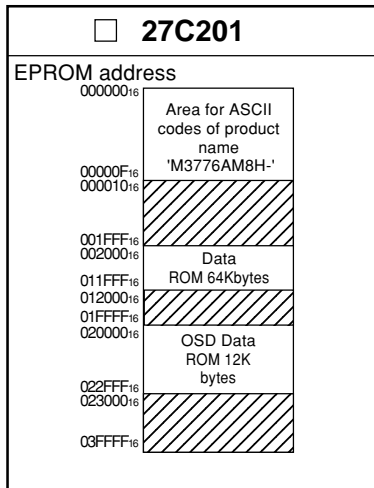 □ 27C201
EPROM address
000000₁₆
Area for ASCII
codes of product
name
'M3776AM8H-'
00000F₁₆
000010₁₆
001FFF₁₆
002000₁₆
Data
ROM 64Kbytes
011FFF₁₆
012000₁₆
01FFFF₁₆
020000₁₆
OSD Data
ROM 12K
bytes
022FFF₁₆
023000₁₆
03FFFF₁₆